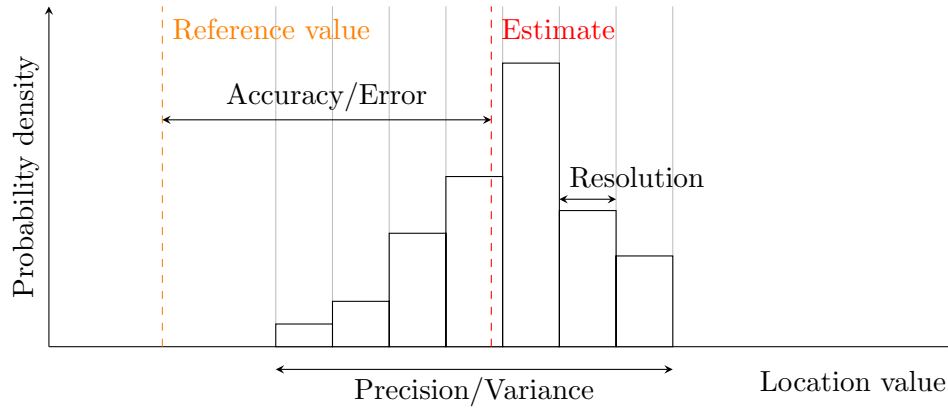 Reference value
Estimate
Accuracy/Error
Probability density
Resolution
Precision/Variance
Location value